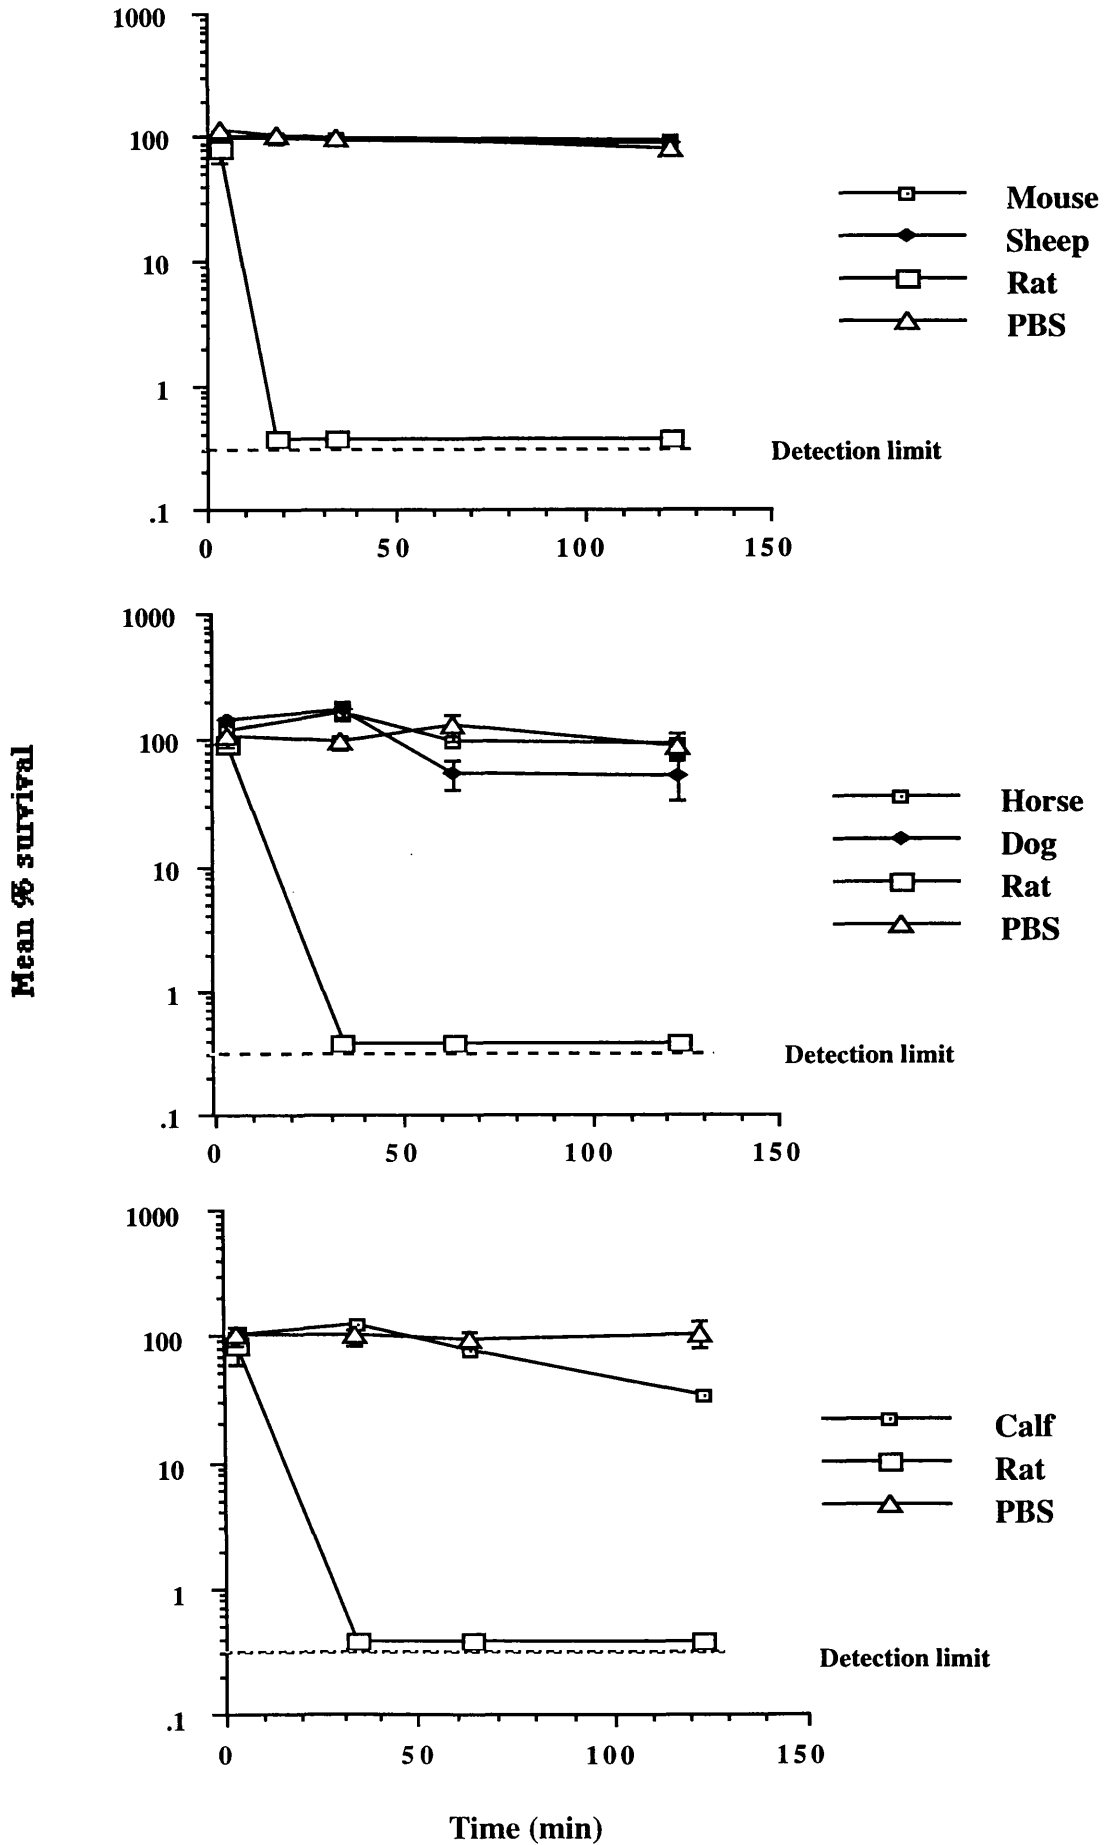 1000
100
10
1
.1
0 50 100 150
Mouse
Sheep
Rat
PBS
Detection limit
Mean % survival
1000
100
10
1
.1
0 50 100 150
Horse
Dog
Rat
PBS
Detection limit
1000
100
10
1
.1
0 50 100 150
Calf
Rat
PBS
Detection limit
Time (min)